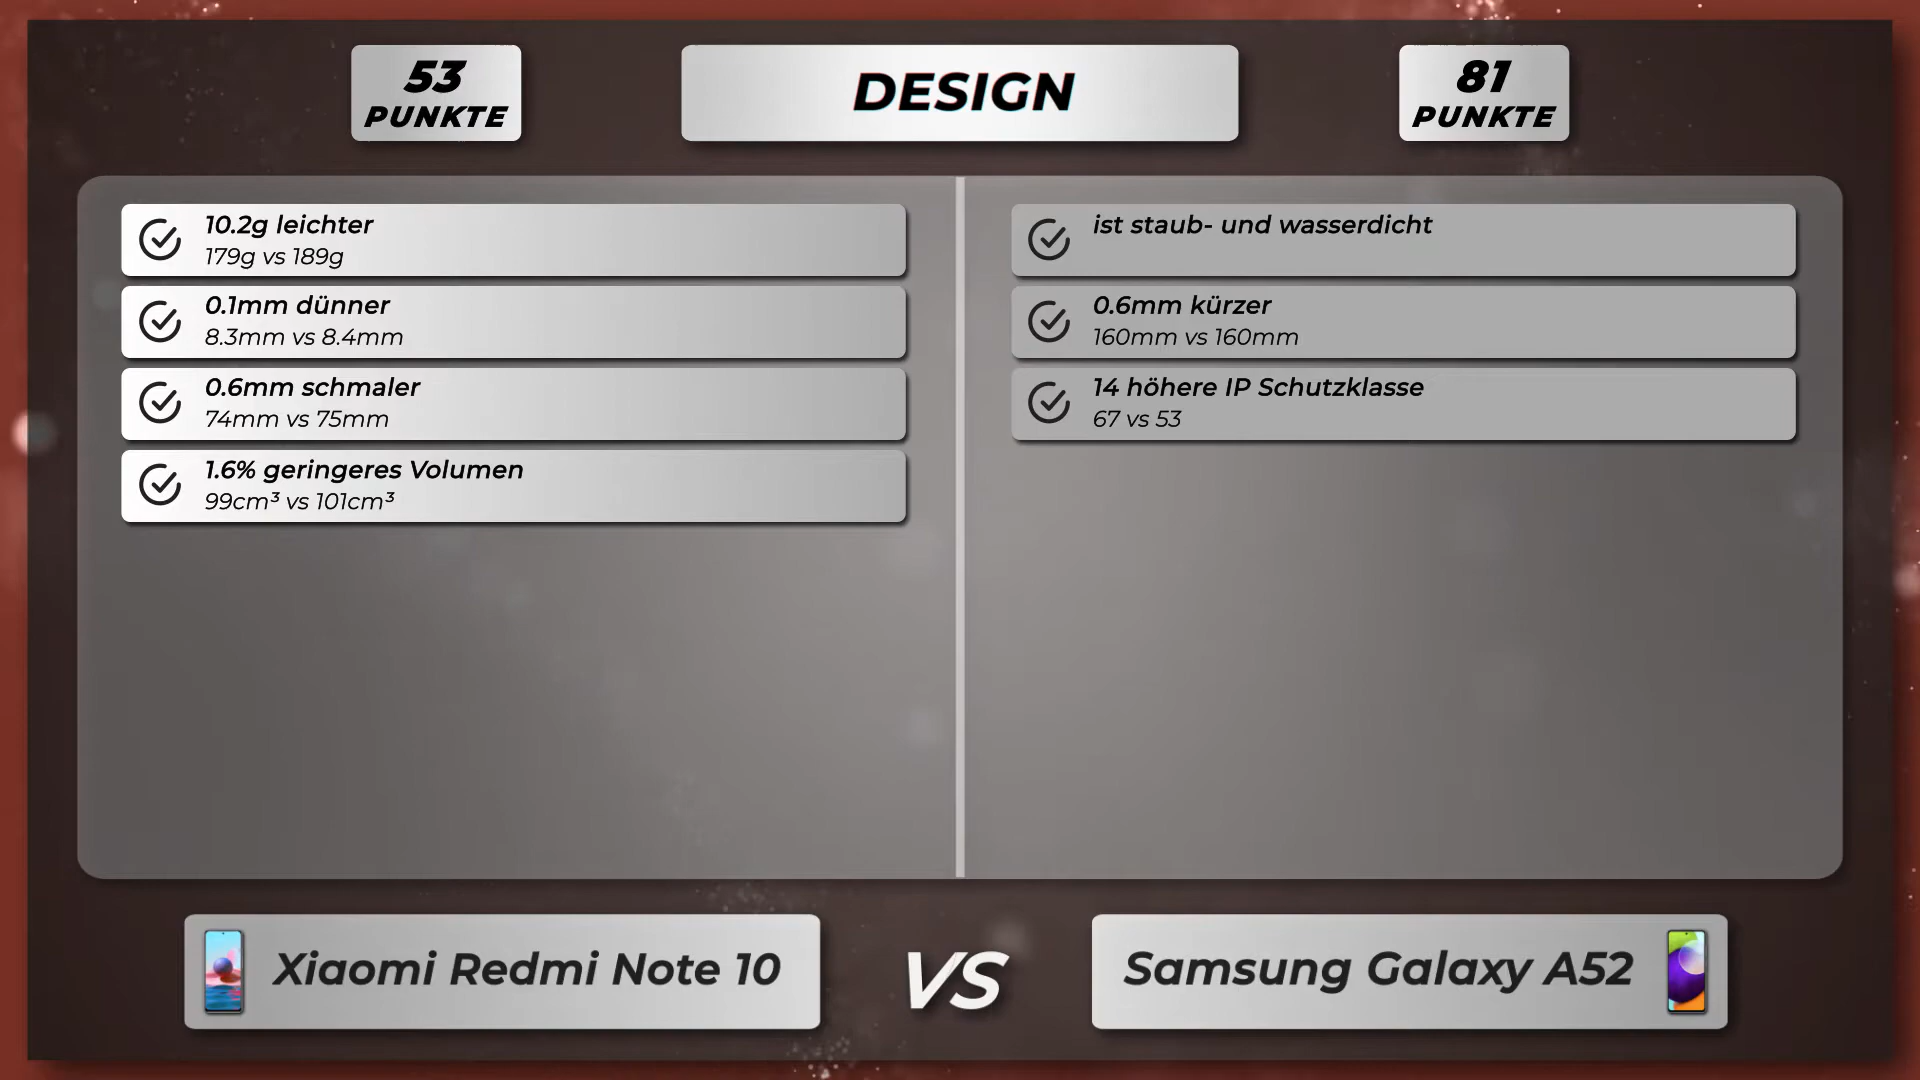 53
PUNKTE
DESIGN
81
PUNKTE
10.2g leichter
179g vs 189g
0.1mm dünner
8.3mm vs 8.4mm
0.6mm schmaler
74mm vs 75mm
1.6% geringeres Volumen
99cm³ vs 101cm³
ist staub- und wasserdicht
0.6mm kürzer
160mm vs 160mm
14 höhere IP Schutzklasse
67 vs 53
Xiaomi Redmi Note 10
VS
Samsung Galaxy A52